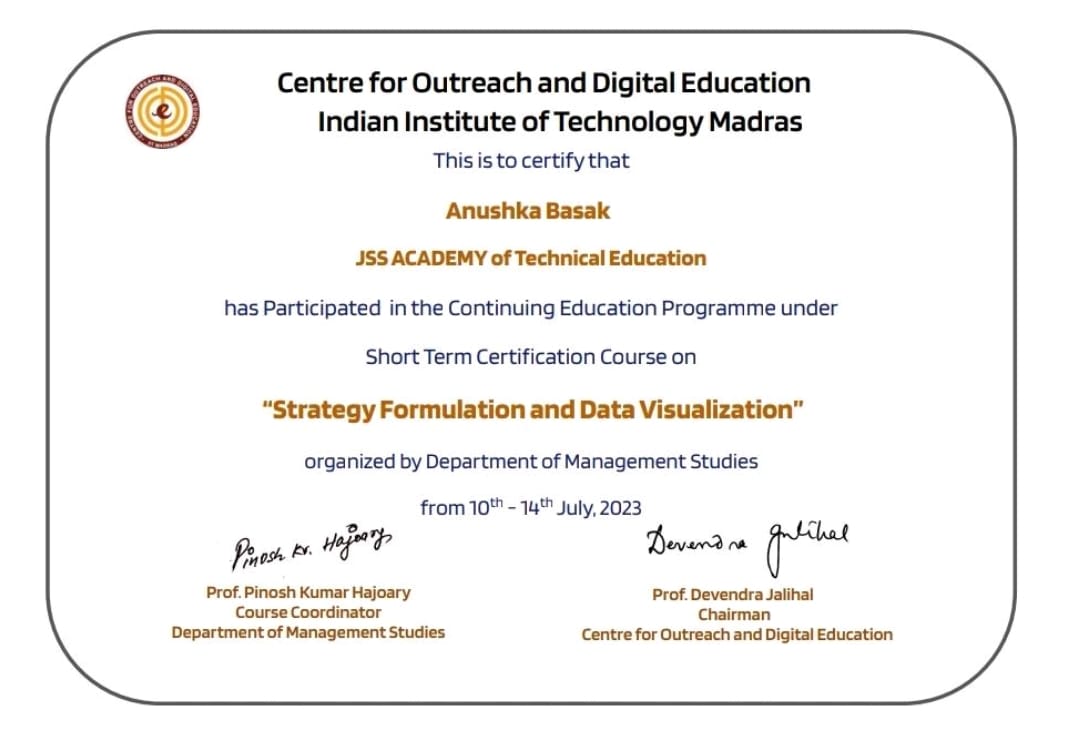 Centre for Outreach and Digital Education
Indian Institute of Technology Madras
This is to certify that
Anushka Basak
JSS ACADEMY of Technical Education
has Participated in the Continuing Education Programme under
Short Term Certification Course on
“Strategy Formulation and Data Visualization”
organized by Department of Management Studies
from 10th - 14th July, 2023
Pinosh Kr. Hajoary
Devendra Jalihal
Prof. Pinosh Kumar Hajoary
Course Coordinator
Department of Management Studies
Prof. Devendra Jalihal
Chairman
Centre for Outreach and Digital Education
CENTRE FOR OUTREACH AND DIGITAL EDUCATION
IIT MADRAS
e